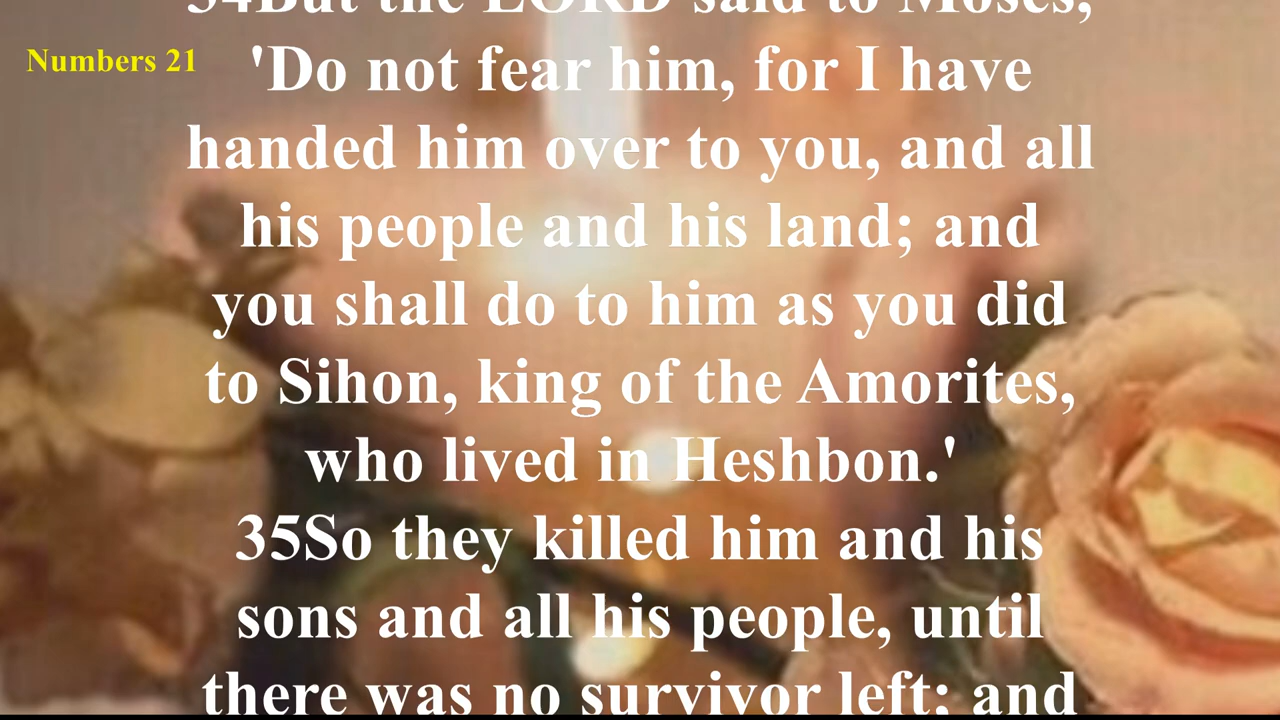 34But the LORD said to Moses,
Numbers 21
'Do not fear him, for I have
handed him over to you, and all
his people and his land; and
you shall do to him as you did
to Sihon, king of the Amorites,
who lived in Heshbon.'
35So they killed him and his
sons and all his people, until
there was no survivor left; and